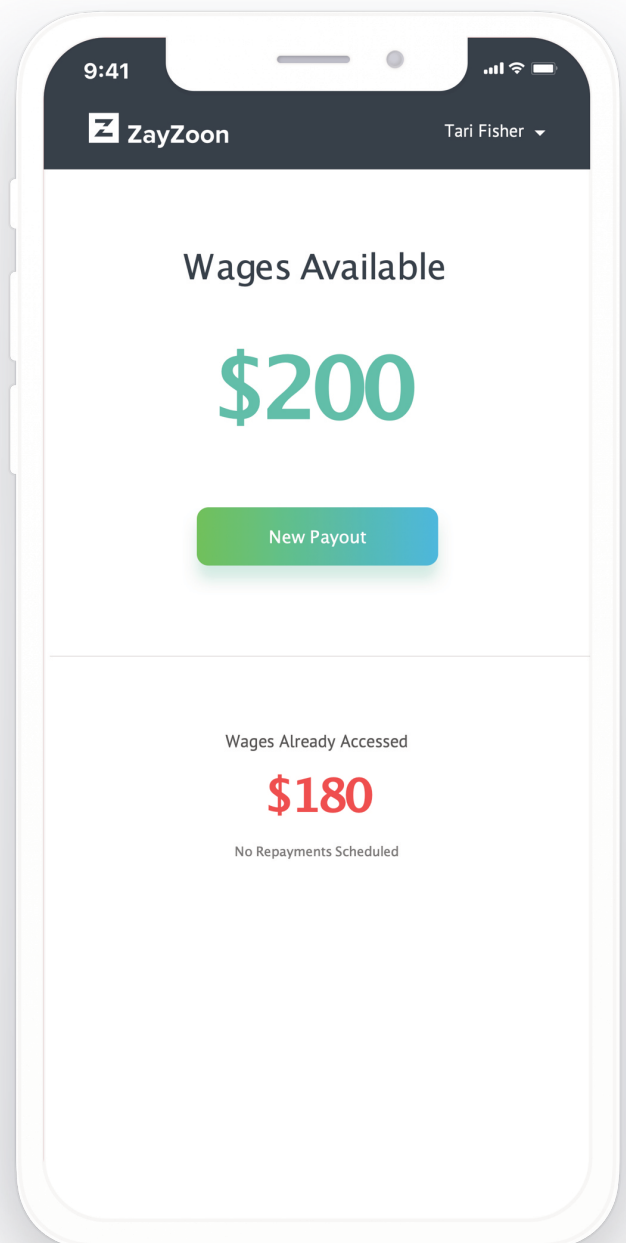 9:41
ZayZoon
Tari Fisher
Wages Available
$200
New Payout
Wages Already Accessed
$180
No Repayments Scheduled